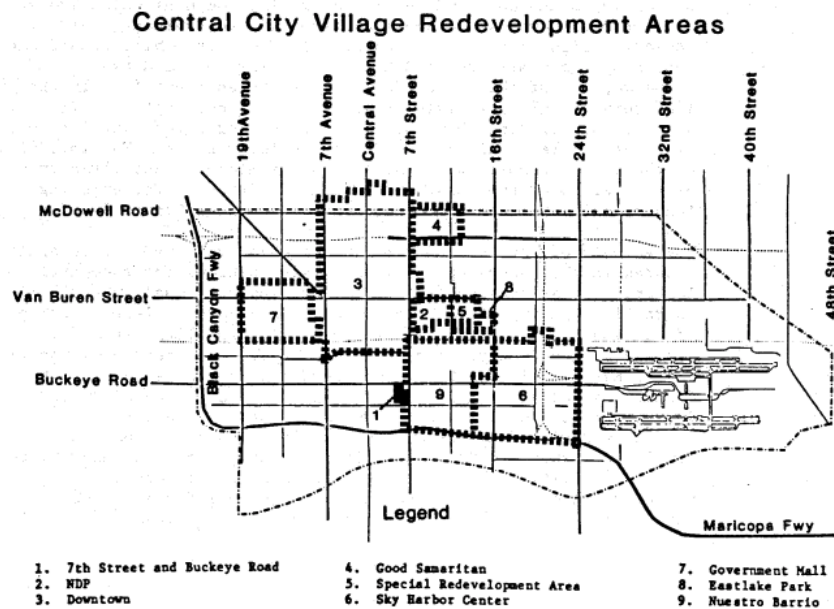 Central City Village Redevelopment Areas
19thAvenue
7th Avenue
Central Avenue
7th Street
16th Street
24th Street
32nd Street
40th Street
48th Street
McDowell Road
Van Buren Street
Buckeye Road
Black Canyon Fwy
4
3
8
2
5
7
1
9
6
Maricopa Fwy
Legend
1. 7th Street and Buckeye Road
2. NDP
3. Downtown
4. Good Samaritan
5. Special Redevelopment Area
6. Sky Harbor Center
7. Government Mall
8. Eastlake Park
9. Nuestro Barrio